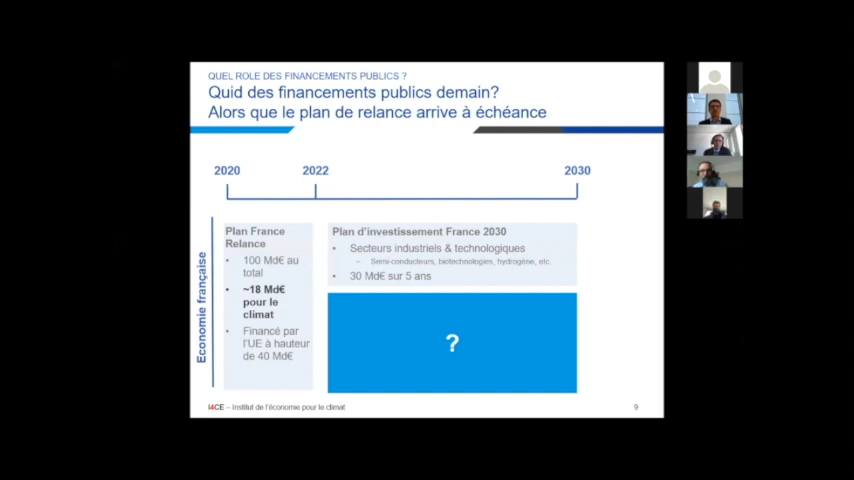 QUEL ROLE DES FINANCEMENTS PUBLICS ?
Quid des financements publics demain?
Alors que le plan de relance arrive à échéance
2020
2022
2030
Economie française
Plan France
Relance
• 100 Md€ au
total
• ~18 Md€
pour le
climat
• Financé par
l'UE à hauteur
de 40 Md€
Plan d'investissement France 2030
• Secteurs industriels & technologiques
– Semi-conducteurs, biotechnologies, hydrogène, etc.
• 30 Md€ sur 5 ans
?
I4CE – Institut de l'économie pour le climat
9